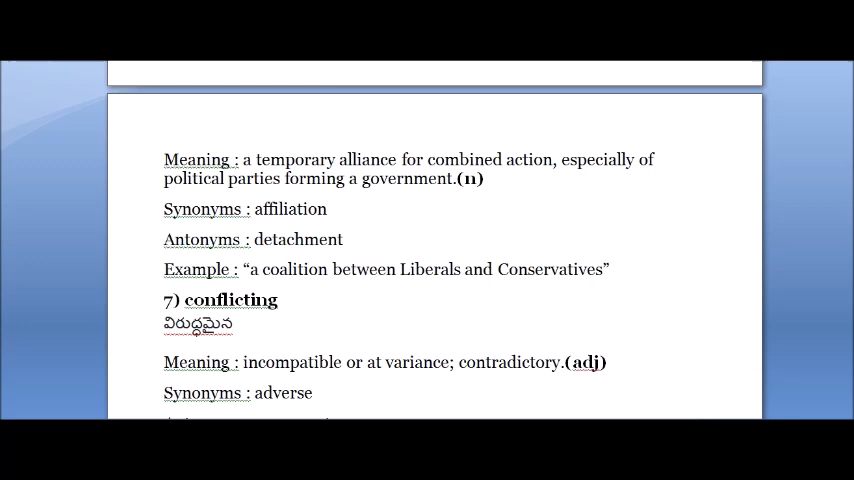 Meaning : a temporary alliance for combined action, especially of
political parties forming a government.(n)
Synonyms : affiliation
Antonyms : detachment
Example : “a coalition between Liberals and Conservatives”
7) conflicting
విరుద్ధమైన
Meaning : incompatible or at variance; contradictory.(adj)
Synonyms : adverse